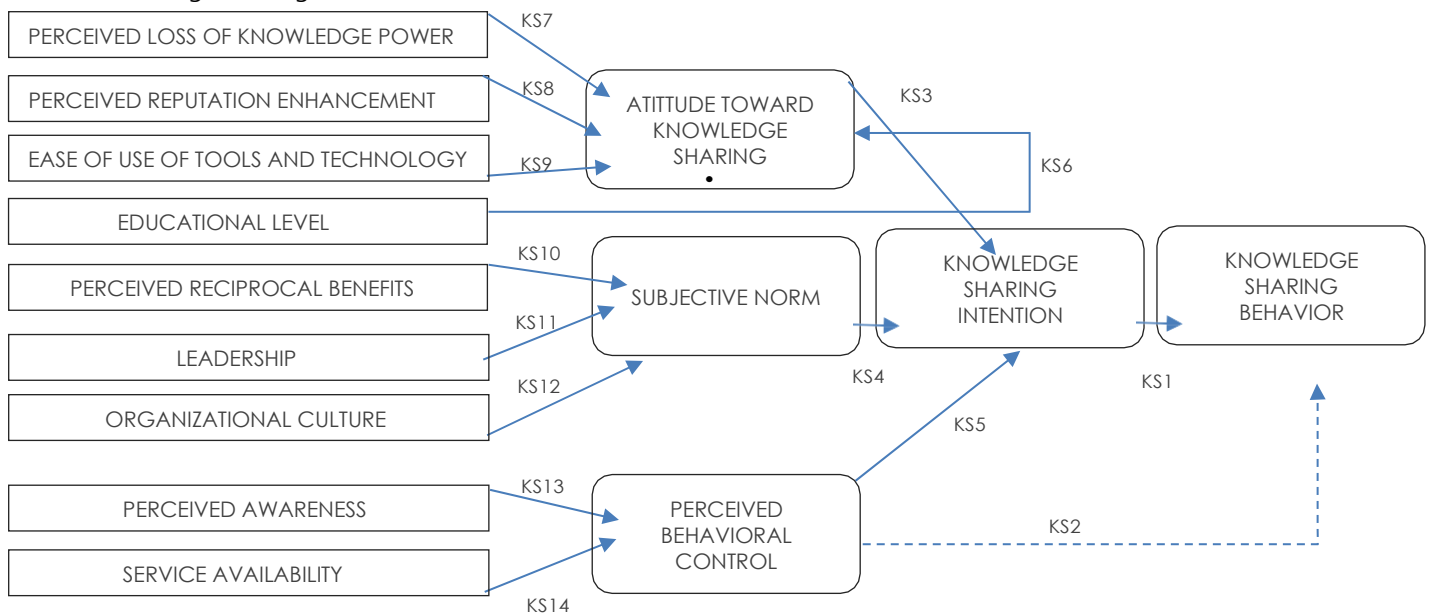 PERCEIVED LOSS OF KNOWLEDGE POWER
KS7
PERCEIVED REPUTATION ENHANCEMENT
KS8
EASE OF USE OF TOOLS AND TECHNOLOGY
KS9
ATITTUDE TOWARD
KNOWLEDGE
SHARING
KS3
KS6
EDUCATIONAL LEVEL
PERCEIVED RECIPROCAL BENEFITS
KS10
LEADERSHIP
KS11
ORGANIZATIONAL CULTURE
KS12
SUBJECTIVE NORM
KS4
KNOWLEDGE
SHARING
INTENTION
KS1
KNOWLEDGE
SHARING
BEHAVIOR
KS5
PERCEIVED AWARENESS
KS13
SERVICE AVAILABILITY
KS14
PERCEIVED
BEHAVIORAL
CONTROL
KS2